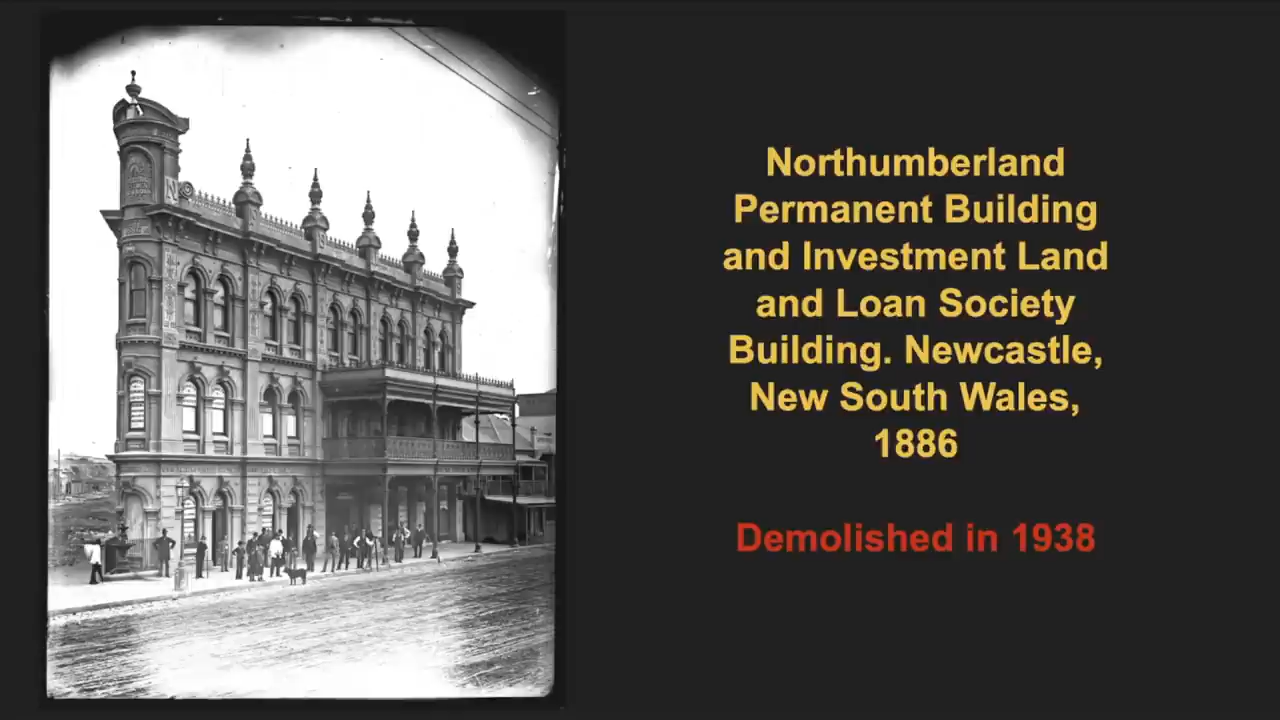 Northumberland
Permanent Building
and Investment Land
and Loan Society
Building. Newcastle,
New South Wales,
1886
Demolished in 1938